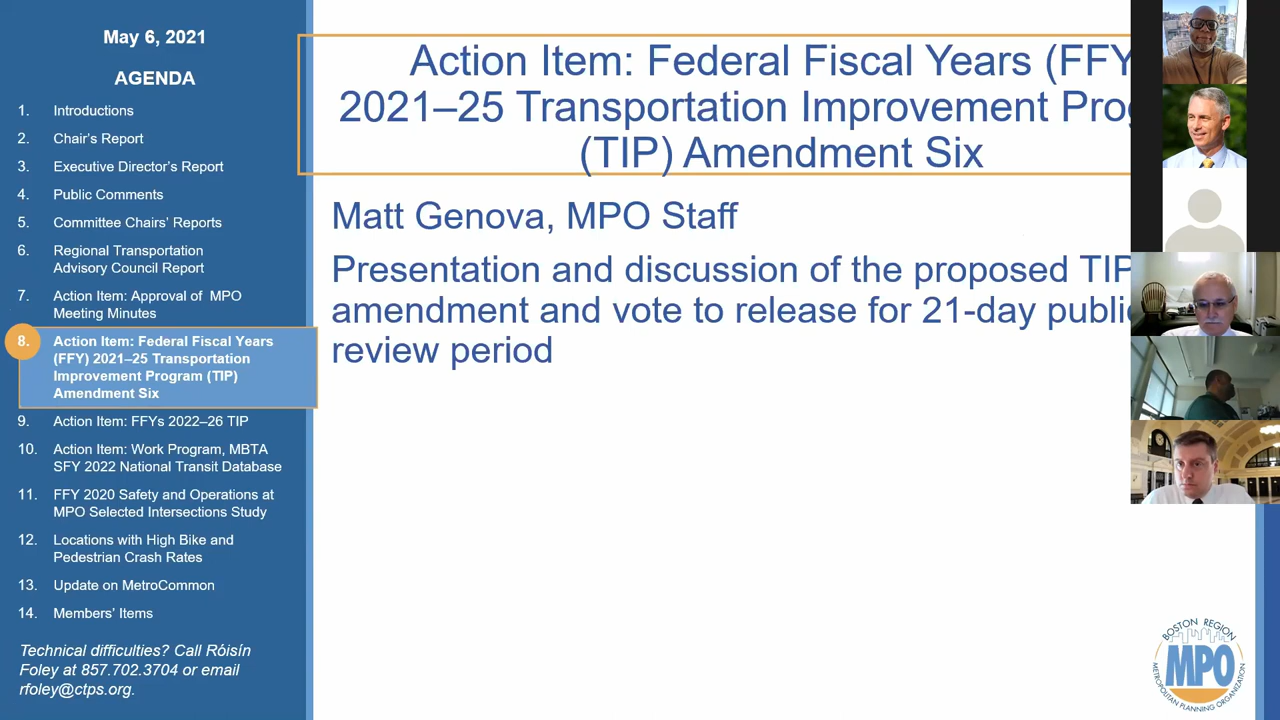 May 6, 2021
AGENDA
1. Introductions
2. Chair's Report
3. Executive Director's Report
4. Public Comments
5. Committee Chairs' Reports
6. Regional Transportation
Advisory Council Report
7. Action Item: Approval of MPO
Meeting Minutes
8. Action Item: Federal Fiscal Years
(FFY) 2021–25 Transportation
Improvement Program (TIP)
Amendment Six
9. Action Item: FFYs 2022–26 TIP
10. Action Item: Work Program, MBTA
SFY 2022 National Transit Database
11. FFY 2020 Safety and Operations at
MPO Selected Intersections Study
12. Locations with High Bike and
Pedestrian Crash Rates
13. Update on MetroCommon
14. Members' Items
Technical difficulties? Call Róisín
Foley at 857.702.3704 or email
rfoley@ctps.org.
Action Item: Federal Fiscal Years (FFY
2021–25 Transportation Improvement Prog
(TIP) Amendment Six
Matt Genova, MPO Staff
Presentation and discussion of the proposed TIP
amendment and vote to release for 21-day public
review period
BOSTON REGION
MPO
METROPOLITAN PLANNING ORGANIZATION